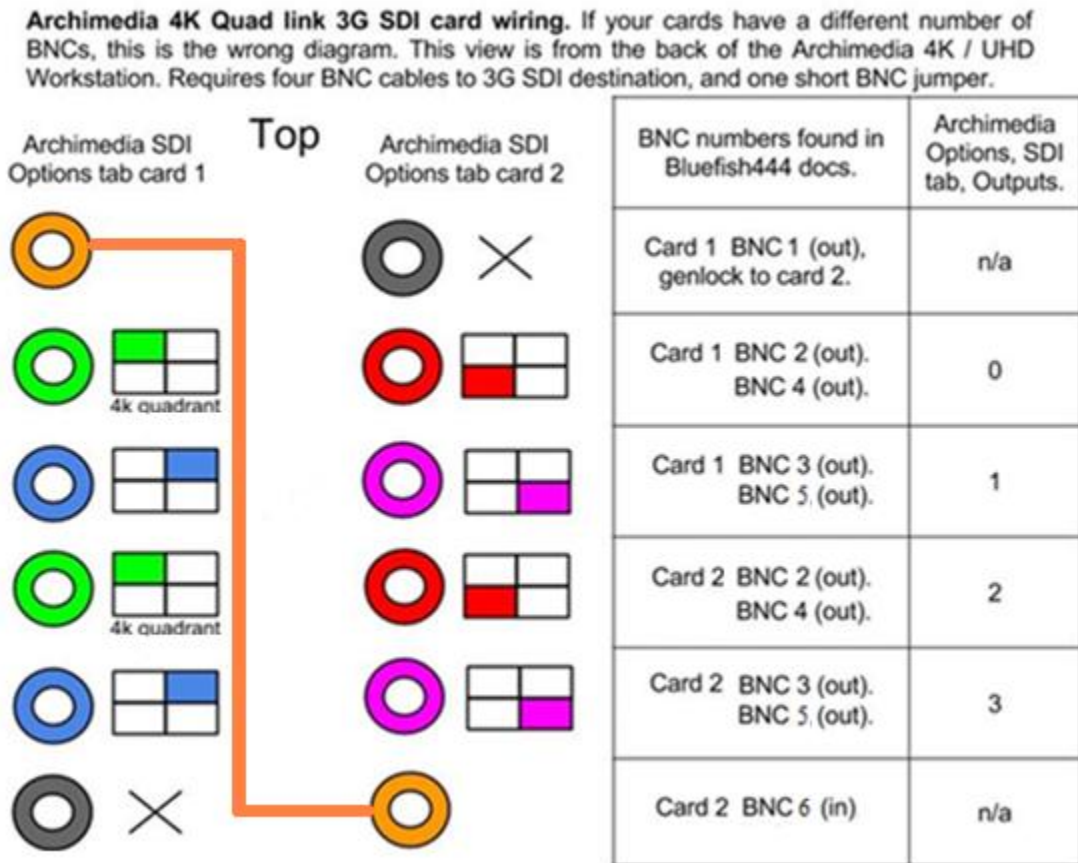 Archimedia 4K Quad link 3G SDI card wiring. If your cards have a different number of
BNCs, this is the wrong diagram. This view is from the back of the Archimedia 4K / UHD
Workstation. Requires four BNC cables to 3G SDI destination, and one short BNC jumper.
Top
Archimedia SDI
Options tab card 1
Archimedia SDI
Options tab card 2
4k quadrant
4k quadrant
BNC numbers found in
Bluefish444 docs.
Archimedia
Options, SDI
tab, Outputs.
Card 1 BNC 1 (out),
genlock to card 2.
n/a
Card 1 BNC 2 (out).
BNC 4 (out).
0
Card 1 BNC 3 (out).
BNC 5. (out).
1
Card 2 BNC 2 (out).
BNC 4 (out).
2
Card 2 BNC 3 (out).
BNC 5. (out).
3
Card 2 BNC 6 (in)
n/a